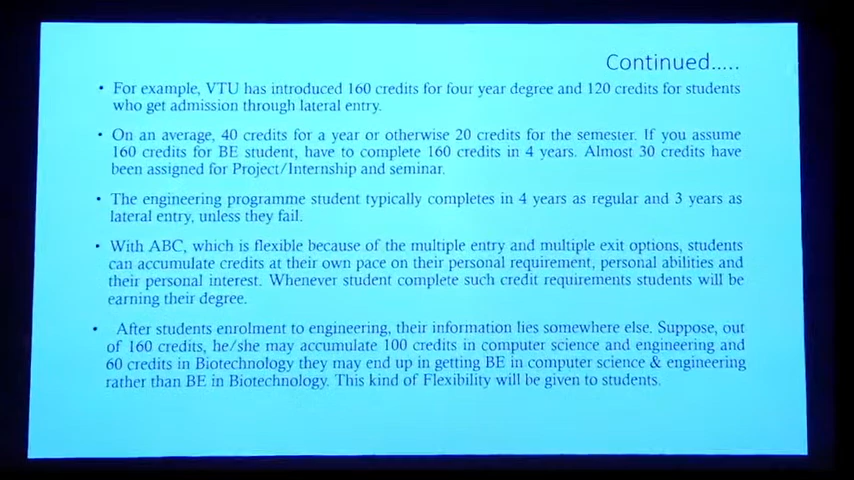 Continued.....
• For example, VTU has introduced 160 credits for four year degree and 120 credits for students
who get admission through lateral entry.
• On an average, 40 credits for a year or otherwise 20 credits for the semester. If you assume
160 credits for BE student, have to complete 160 credits in 4 years. Almost 30 credits have
been assigned for Project/Internship and seminar.
• The engineering programme student typically completes in 4 years as regular and 3 years as
lateral entry, unless they fail.
• With ABC, which is flexible because of the multiple entry and multiple exit options, students
can accumulate credits at their own pace on their personal requirement, personal abilities and
their personal interest. Whenever student complete such credit requirements students will be
earning their degree.
• After students enrolment to engineering, their information lies somewhere else. Suppose, out
of 160 credits, he/she may accumulate 100 credits in computer science and engineering and
60 credits in Biotechnology they may end up in getting BE in computer science & engineering
rather than BE in Biotechnology. This kind of Flexibility will be given to students.